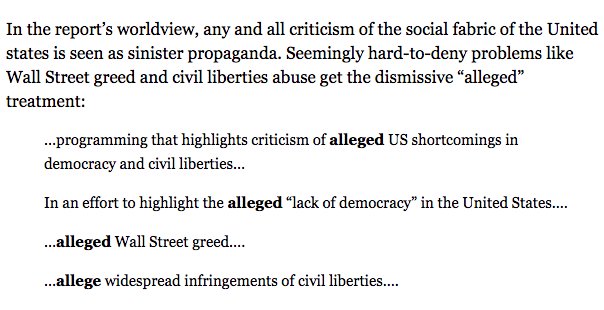 In the report’s worldview, any and all criticism of the social fabric of the United
states is seen as sinister propaganda. Seemingly hard-to-deny problems like
Wall Street greed and civil liberties abuse get the dismissive “alleged”
treatment:
...programming that highlights criticism of alleged US shortcomings in
democracy and civil liberties...
In an effort to highlight the alleged “lack of democracy” in the United States....
...alleged Wall Street greed....
...allege widespread infringements of civil liberties....